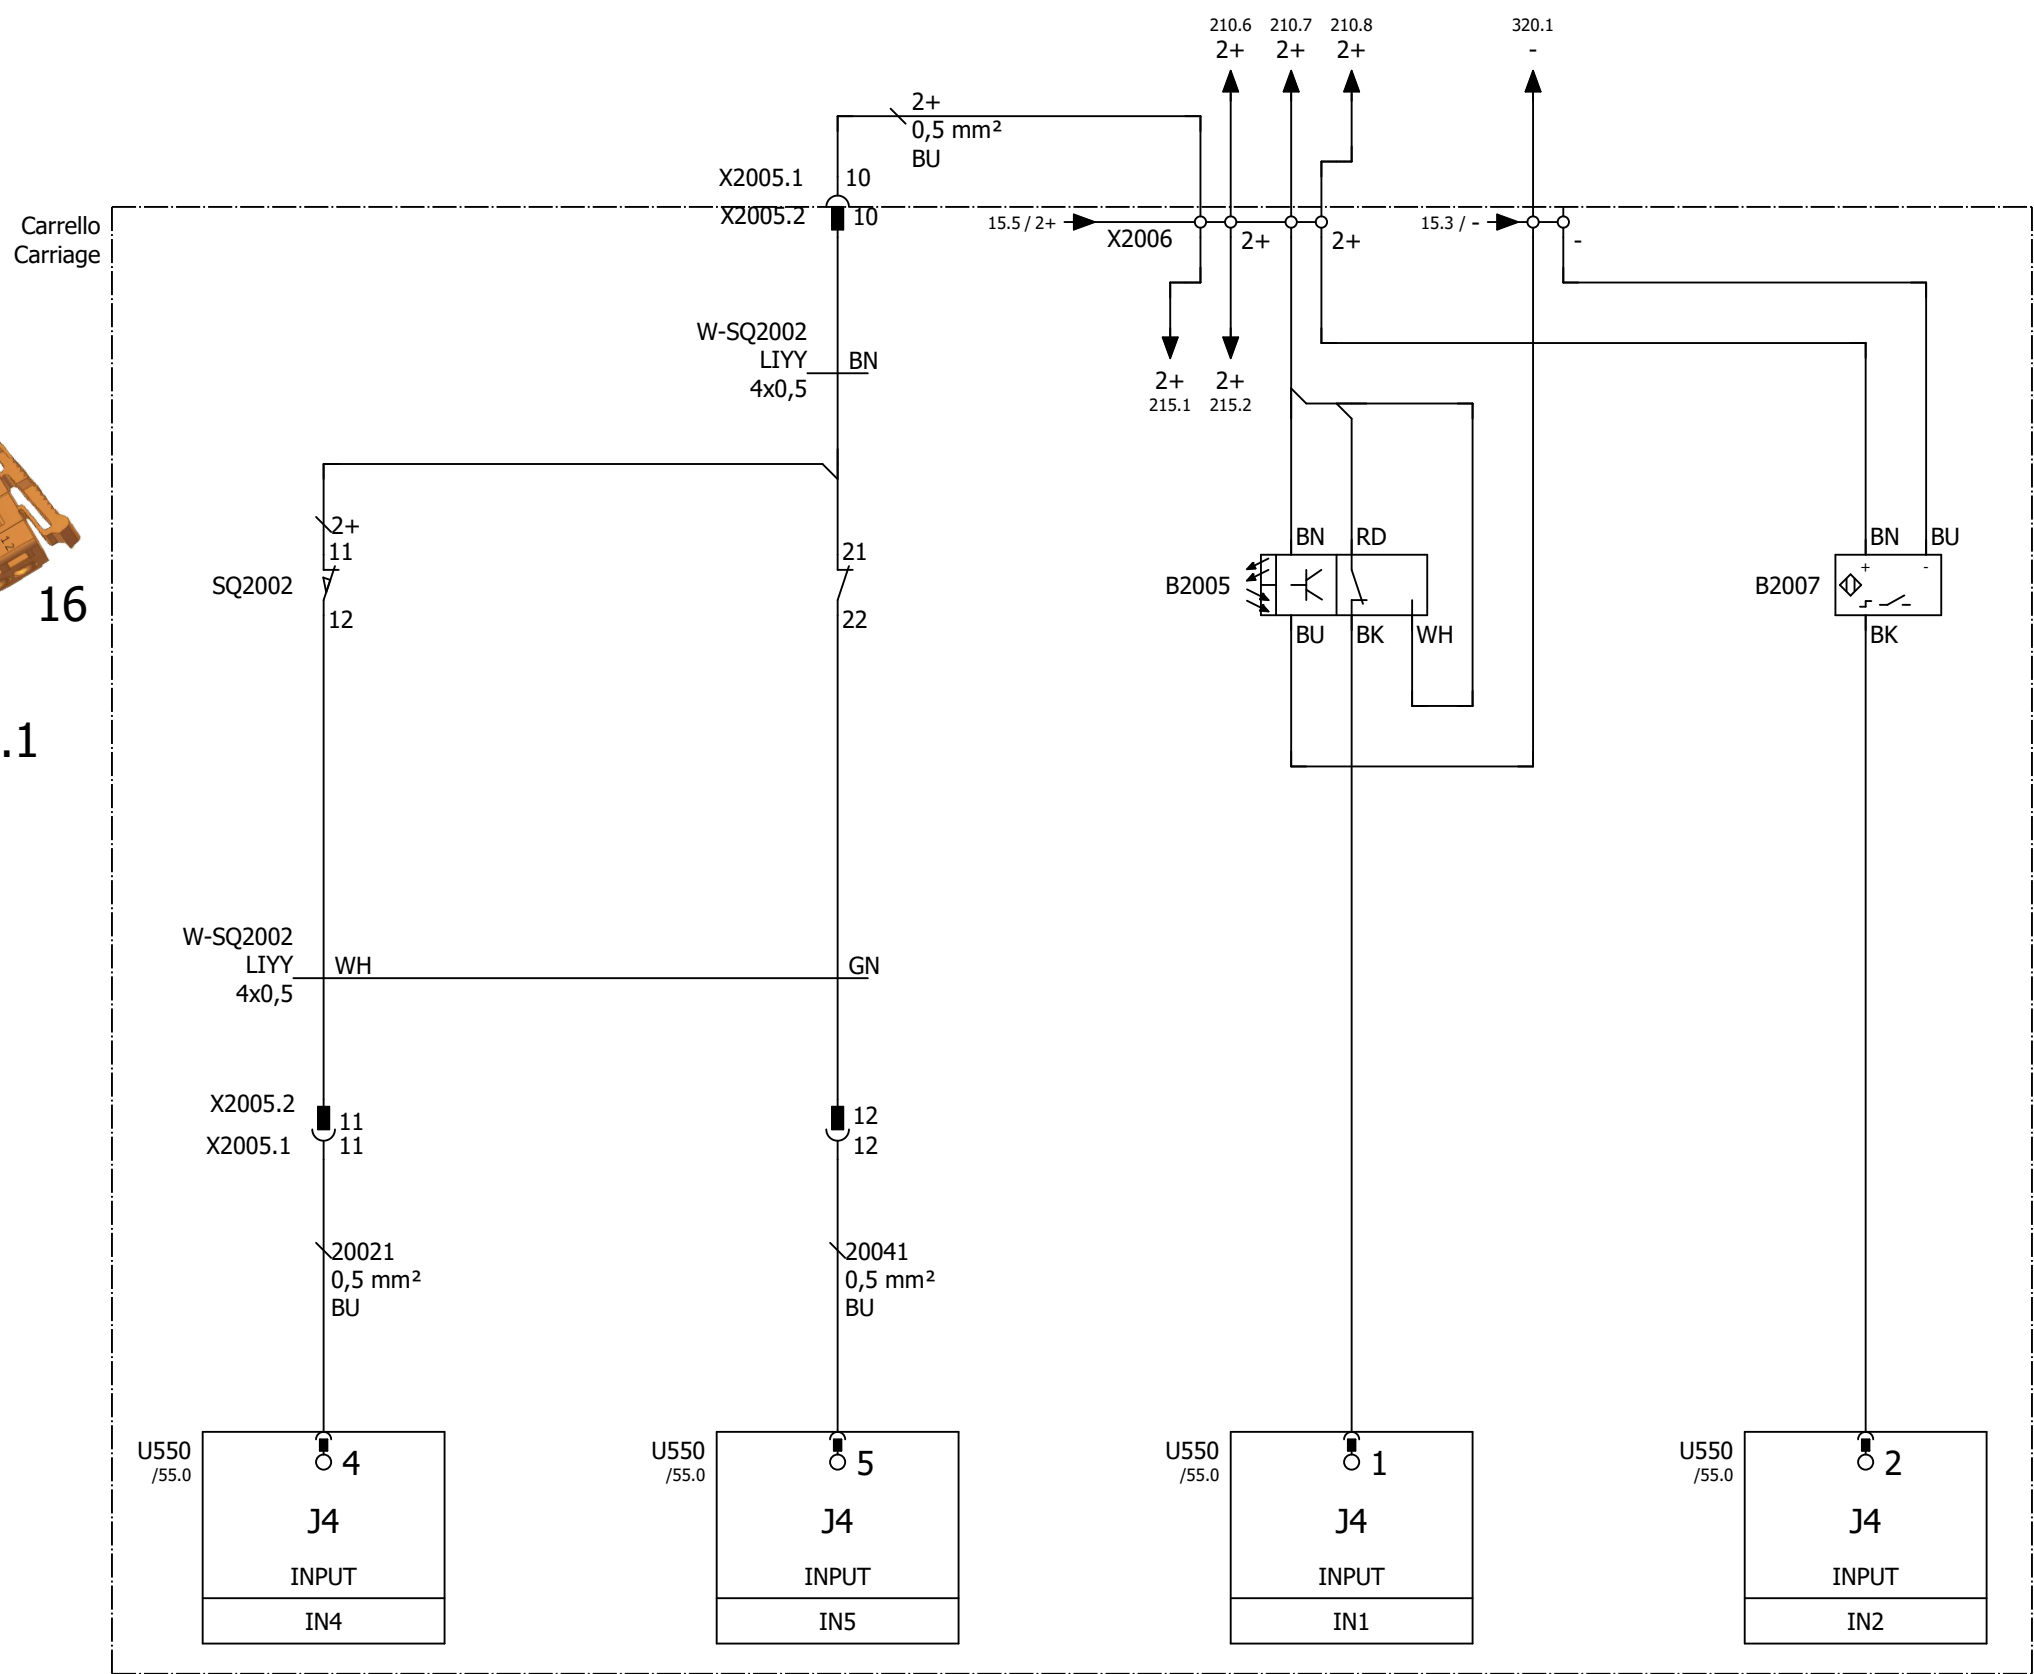 210.6 210.7 210.8 320.1
2+ 2+ 2+ -
2+
0,5 mm²
BU
X2005.1 10
X2005.2 10
Carrello
Carriage
15.5 / 2+
X2006 2+ 2+
15.3 / - -
W-SQ2002
LIYY BN
4x0,5
2+ 2+
215.1 215.2
2+
11 21
SQ2002
12 22
BN RD
B2005
BU BK WH
BN BU
B2007 + -
BK
1 2
16
.1
W-SQ2002
LIYY WH GN
4x0,5
X2005.2 11 12
X2005.1 11 12
20021
0,5 mm²
BU
20041
0,5 mm²
BU
U550
/55.0
4
J4
INPUT
IN4
U550
/55.0
5
J4
INPUT
IN5
U550
/55.0
1
J4
INPUT
IN1
U550
/55.0
2
J4
INPUT
IN2